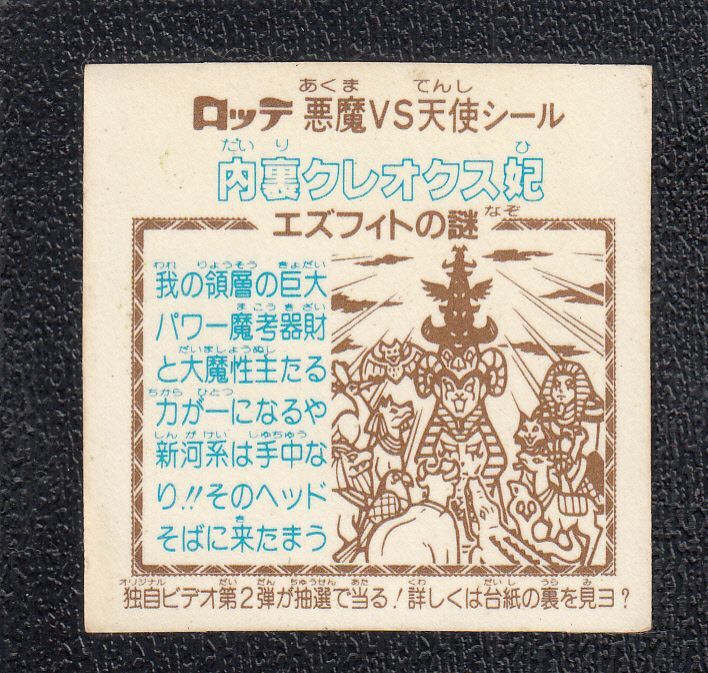 あくま てんし
ロッテ 悪魔VS天使シール
だいり ひ
内裏クレオクス妃
なぞ
エズフィトの謎
われ りょうそう きょだい
我の領層の巨大
まこうきざい
パワー魔考器財
だいましょうぬし
と大魔性主たる
ちから ひとつ
力が一になるや
しんがけい しゅちゅう
新河系は手中な
り!!そのヘッド
き
そばに来たまう
オリジナル だい だん ちゅうせん あた くわ だいし うら み
独自ビデオ第2弾が抽選で当る!詳しくは台紙の裏を見ヨ?